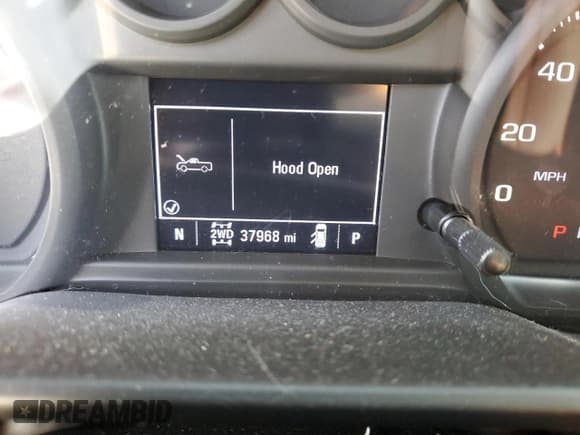 40
20
MPH
0
Hood Open
N 2WD 37968 mi P
P
DREAMBID